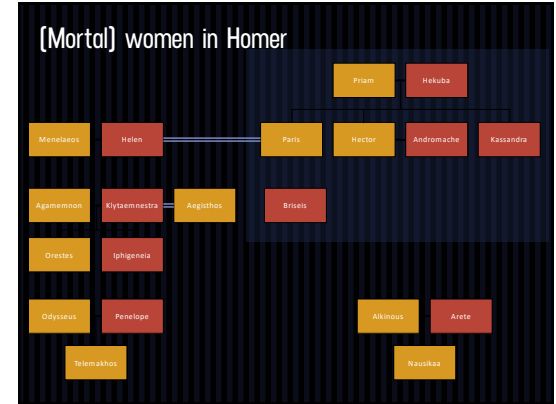 (Mortal) women in Homer
Priam
Hekuba
Menelaeos
Helen
Paris
Hector
Andromache
Kassandra
Agamemnon
Klytaemnestra
Aegisthos
Briseis
Orestes
Iphigeneia
Odysseus
Penelope
Alkinous
Arete
Telemakhos
Nausikaa